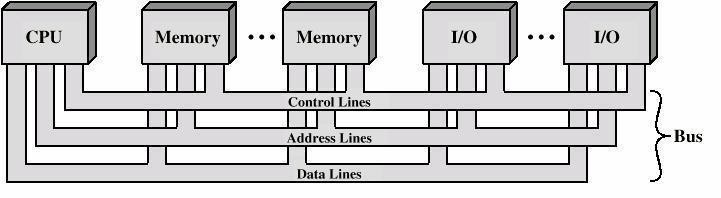 CPU Memory ••• Memory I/O ••• I/O
Control Lines
Address Lines
Bus
Data Lines